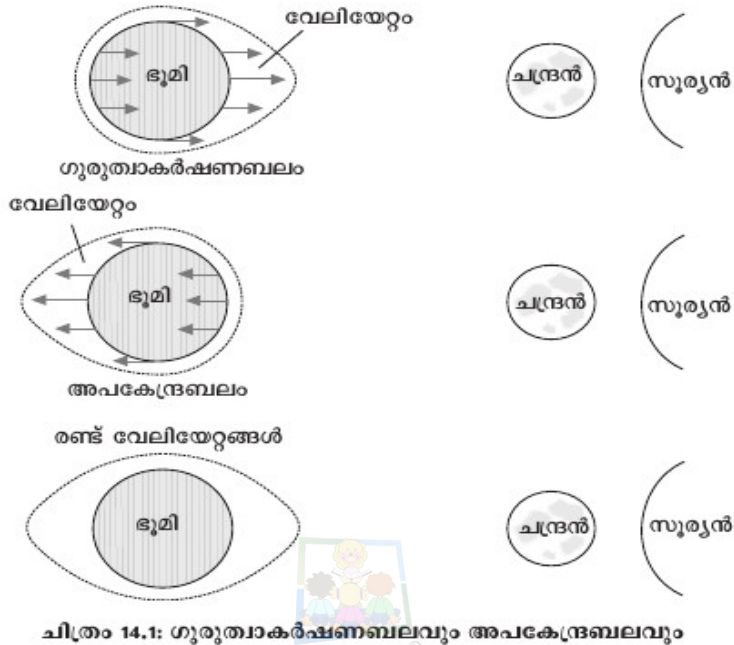 വേലിയേറ്റം
ഭൂമി
ചന്ദ്രൻ
സൂര്യൻ
ഗുരുത്വാകർഷണബലം
വേലിയേറ്റം
ഭൂമി
ചന്ദ്രൻ
സൂര്യൻ
അപകേന്ദ്രബലം
രണ്ട് വേലിയേറ്റങ്ങൾ
ഭൂമി
ചന്ദ്രൻ
സൂര്യൻ
ചിത്രം 14.1: ഗുരുത്വാകർഷണബലവും അപകേന്ദ്രബലവും